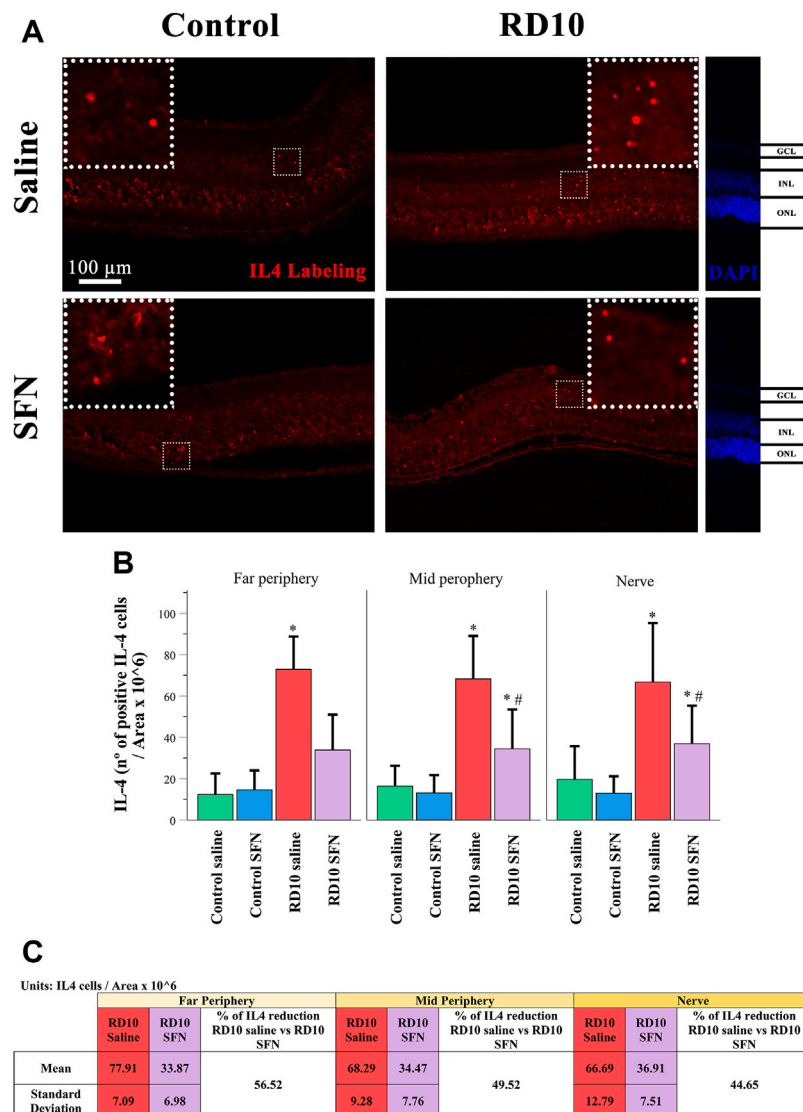 A
Control
RD10
Saline
GCL
INL
ONL
100 µm
IL4 Labeling
DAPI
SFN
GCL
INL
ONL
B
Far periphery
Mid perophery
Nerve
IL-4 (nº of positive IL-4 cells
/ Area x 10^6)
100
80
60
40
20
0
*
*
* #
*
* #
Control saline
Control SFN
RD10 saline
RD10 SFN
Control saline
Control SFN
RD10 saline
RD10 SFN
Control saline
Control SFN
RD10 saline
RD10 SFN
C
Units: IL4 cells / Area x 10^6
Far Periphery
Mid Periphery
Nerve
RD10 Saline
RD10 SFN
% of IL4 reduction
RD10 saline vs RD10
SFN
RD10 Saline
RD10 SFN
% of IL4 reduction
RD10 saline vs RD10
SFN
RD10 Saline
RD10 SFN
% of IL4 reduction
RD10 saline vs RD10
SFN
Mean
77.91
33.87
56.52
68.29
34.47
49.52
66.69
36.91
44.65
Standard
Deviation
7.09
6.98
9.28
7.76
12.79
7.51